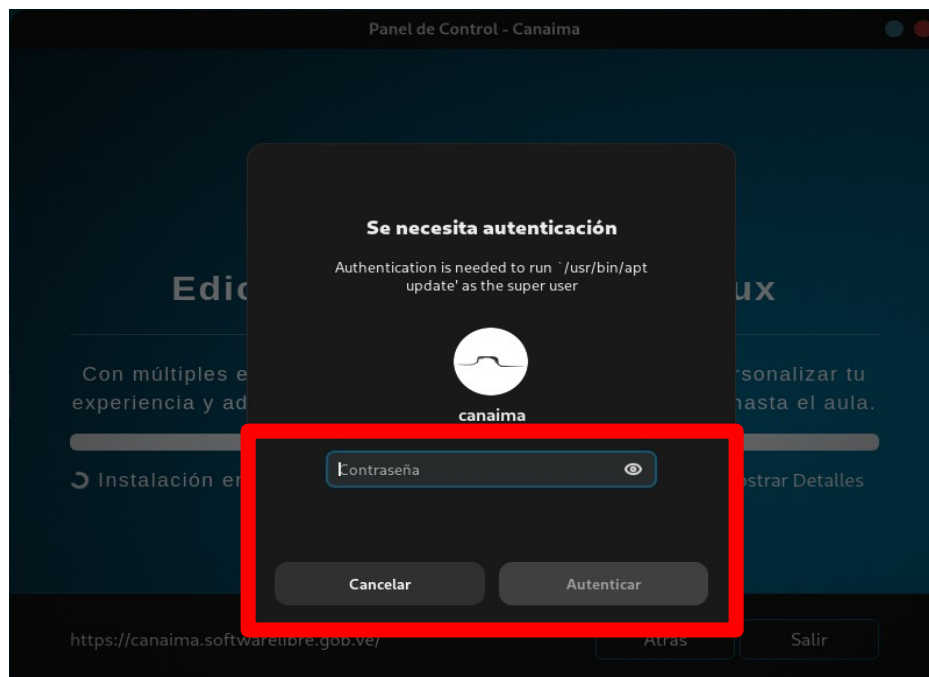 Panel de Control - Canaima
Se necesita autenticación
Authentication is needed to run `/usr/bin/apt
update' as the super user
Edic ux
Con múltiples e rsonalizar tu
experiencia y ad hasta el aula.
canaima
Contraseña
Instalación en ostrar Detalles
Cancelar Autenticar
https://canaima.softwarelibre.gob.ve/ Atrás Salir